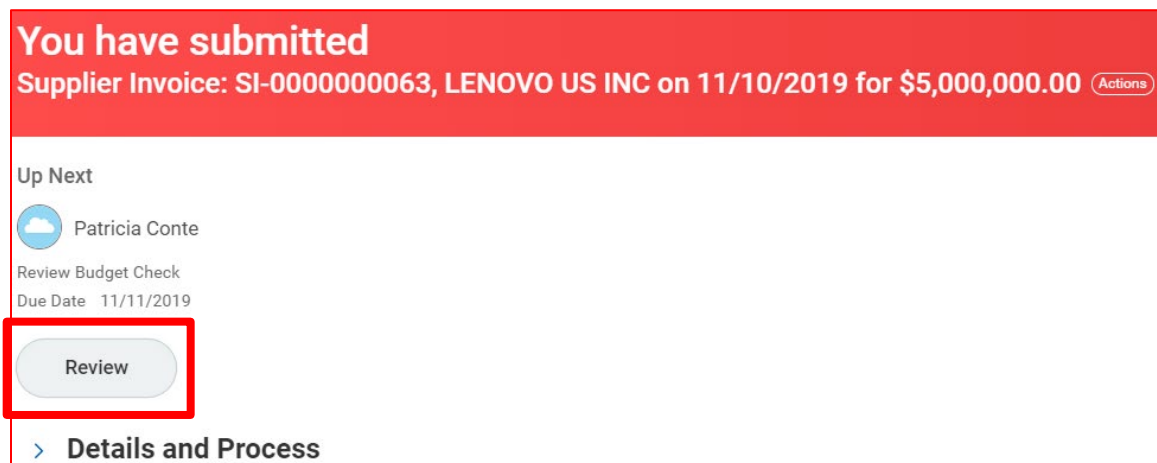 You have submitted
Supplier Invoice: SI-0000000063, LENOVO US INC on 11/10/2019 for $5,000,000.00 Actions
Up Next
Patricia Conte
Review Budget Check
Due Date 11/11/2019
Review
Details and Process